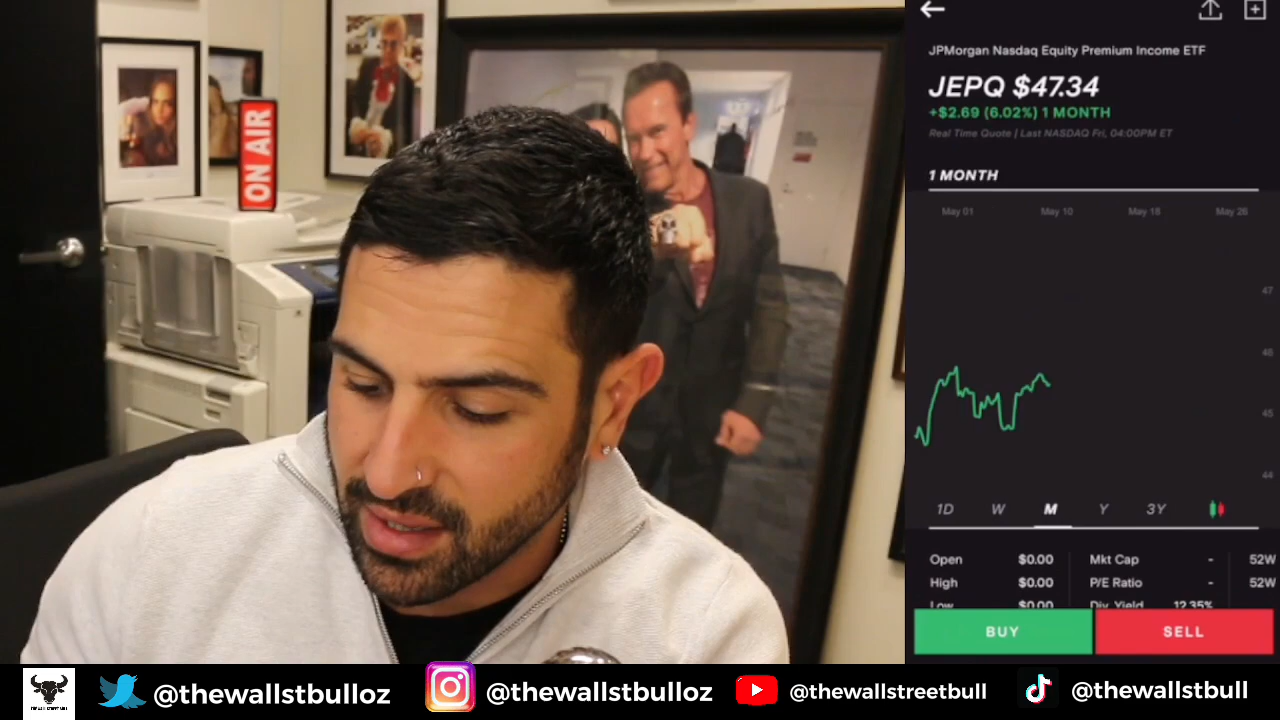 ON AIR
JPMorgan Nasdaq Equity Premium Income ETF
JEPQ $47.34
+$2.69 (6.02%) 1 MONTH
Real Time Quote | Last NASDAQ Fri, 04:00PM ET
1 MONTH
May 01 May 10 May 18 May 26
47
46
45
44
1D W M Y 3Y
Open $0.00 Mkt Cap - 52W
High $0.00 P/E Ratio - 52W
Low $0.00 Div. Yield 12.35%
BUY SELL
@thewallstbulloz @thewallstbulloz @thewallstreetbull @thewallstbull